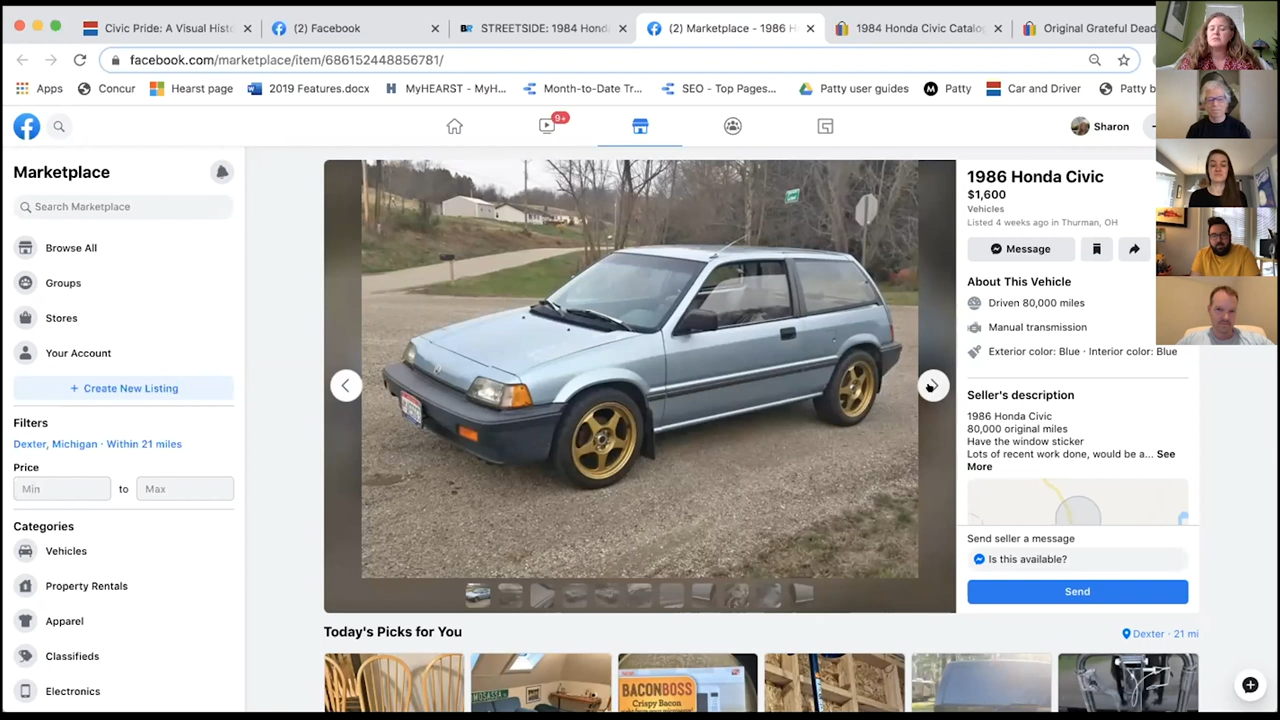 Civic Pride: A Visual Histo
(2) Facebook
BR STREETSIDE: 1984 Hond
(2) Marketplace - 1986 H
1984 Honda Civic Catalog
Original Grateful Dead
facebook.com/marketplace/item/686152448856781/
Apps
Concur
Hearst page
2019 Features.docx
MyHEARST - MyH...
Month-to-Date Tr...
SEO - Top Pages...
Patty user guides
Patty
Car and Driver
Patty b
9+
Sharon
Marketplace
Search Marketplace
Browse All
Groups
Stores
Your Account
+ Create New Listing
Filters
Dexter, Michigan · Within 21 miles
Price
Min to Max
Categories
Vehicles
Property Rentals
Apparel
Classifieds
Electronics
1986 Honda Civic
$1,600
Vehicles
Listed 4 weeks ago in Thurman, OH
Message
About This Vehicle
Driven 80,000 miles
Manual transmission
Exterior color: Blue · Interior color: Blue
Seller's description
1986 Honda Civic
80,000 original miles
Have the window sticker
Lots of recent work done, would be a... See
More
Send seller a message
Is this available?
Send
Today's Picks for You
Dexter · 21 mi
BACONBOSS
Crispy Bacon